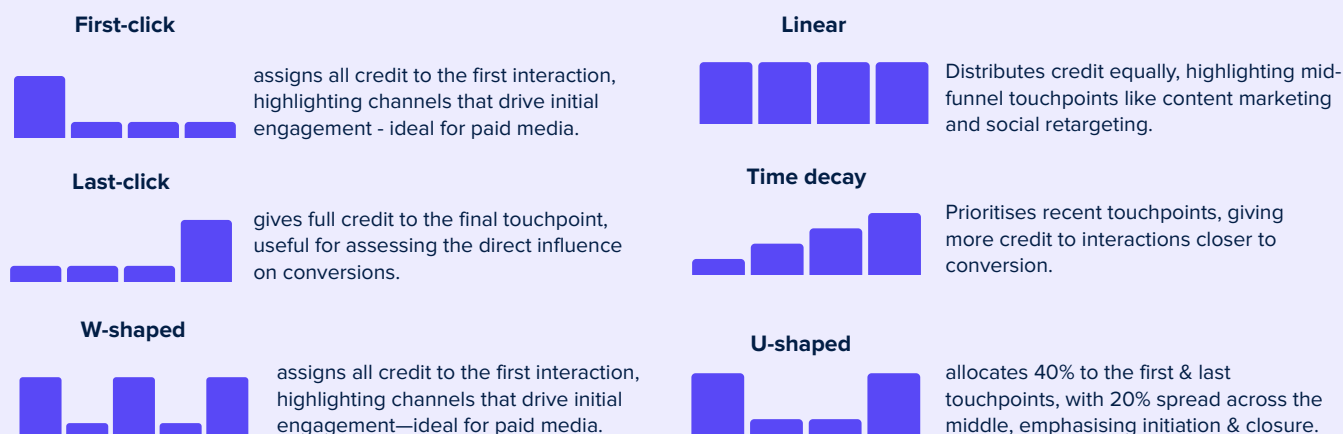 First-click
assigns all credit to the first interaction,
highlighting channels that drive initial
engagement - ideal for paid media.
Linear
Distributes credit equally, highlighting mid-
funnel touchpoints like content marketing
and social retargeting.
Last-click
gives full credit to the final touchpoint,
useful for assessing the direct influence
on conversions.
Time decay
Prioritises recent touchpoints, giving
more credit to interactions closer to
conversion.
W-shaped
assigns all credit to the first interaction,
highlighting channels that drive initial
engagement—ideal for paid media.
U-shaped
allocates 40% to the first & last
touchpoints, with 20% spread across the
middle, emphasising initiation & closure.